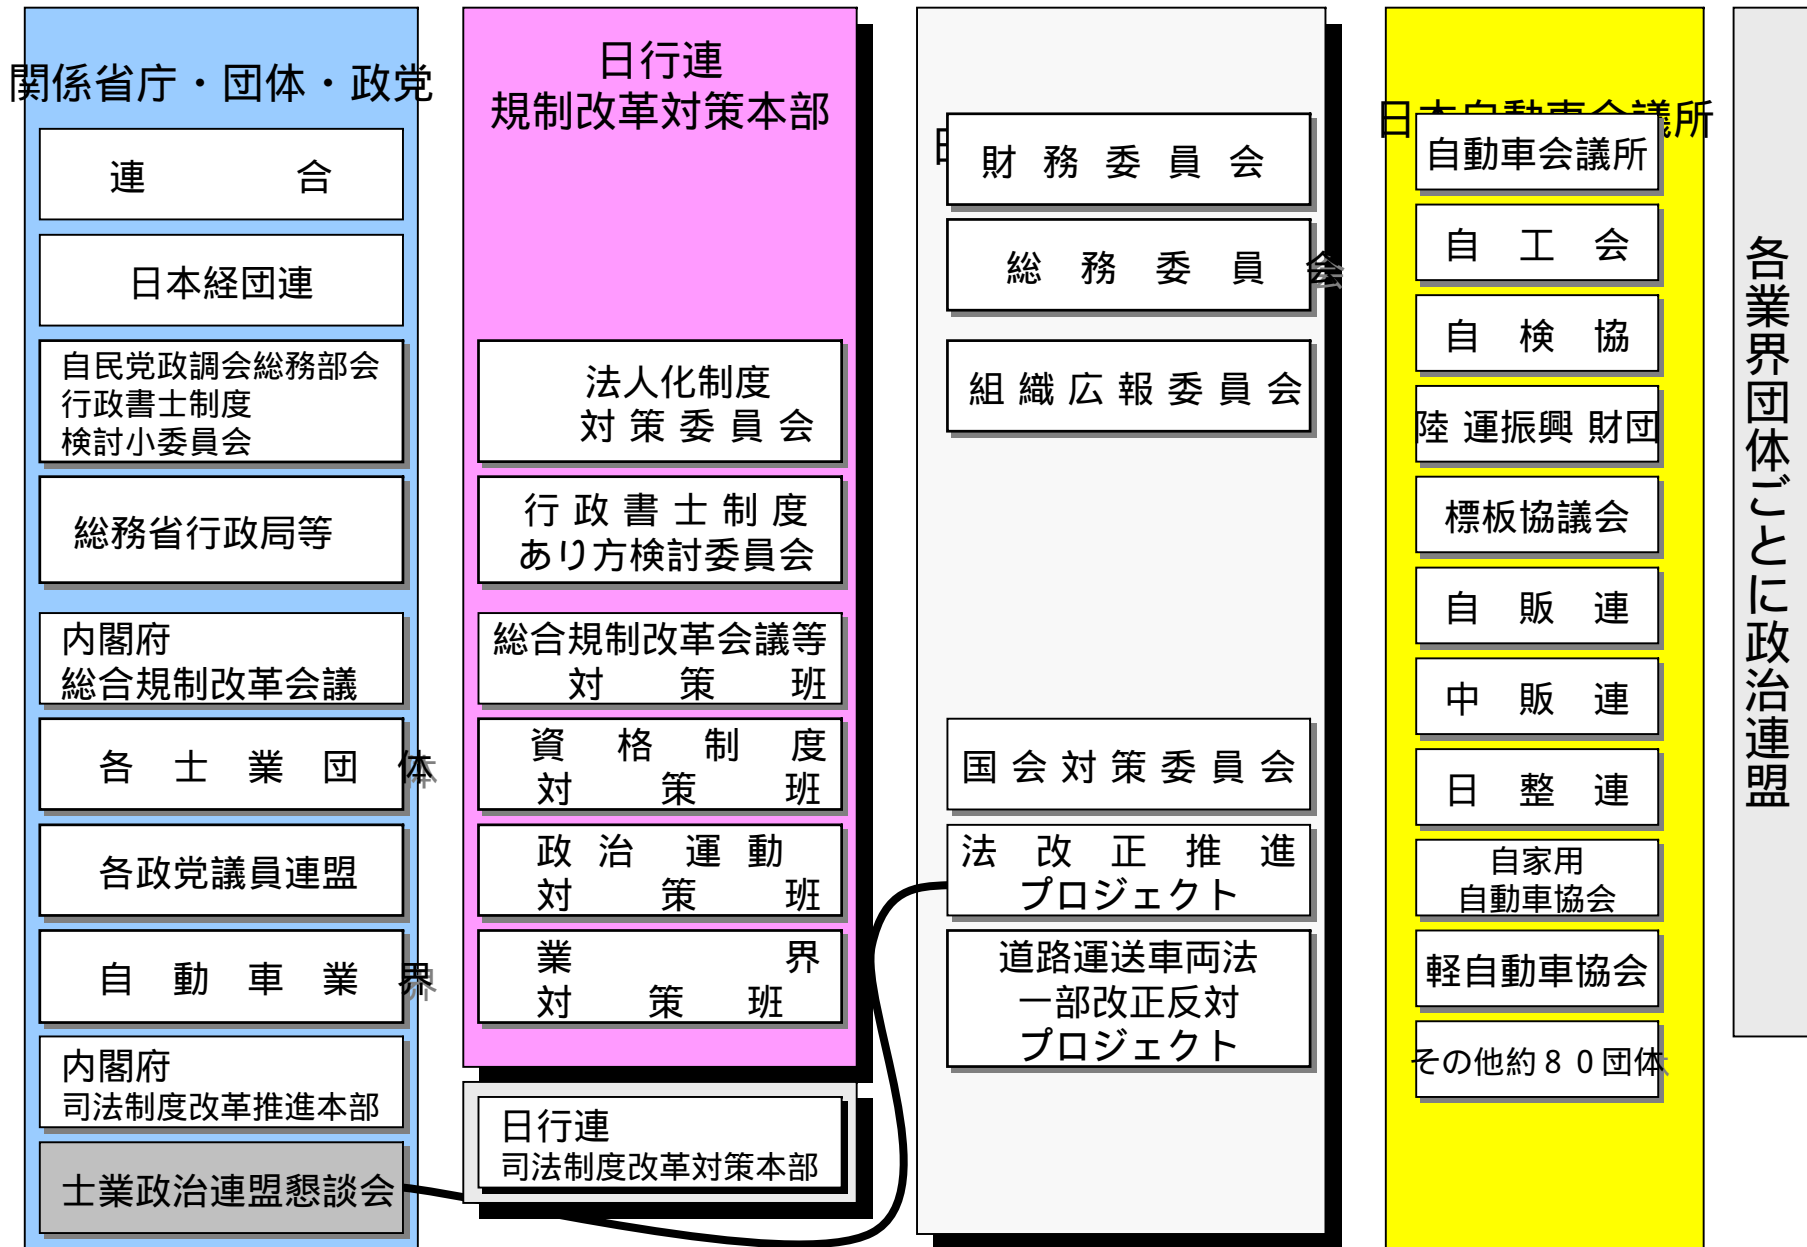 関係省庁・団体・政党
連合
日本経団連
自民党政調会総務部会
行政書士制度
検討小委員会
総務省行政局等
内閣府
総合規制改革会議
各士業団体
各政党議員連盟
自動車業界
内閣府
司法制度改革推進本部
士業政治連盟懇談会
日行連
規制改革対策本部
法人化制度
対策委員会
行政書士制度
あり方検討委員会
総合規制改革会議等
対策班
資格制度
対策班
政治運動
対策班
業界
対策班
日行連
司法制度改革対策本部
財務委員会
総務委員会
組織広報委員会
国会対策委員会
法改正推進
プロジェクト
道路運送車両法
一部改正反対
プロジェクト
日本自動車会議所
自動車会議所
自工会
自検協
陸運振興財団
標板協議会
自販連
中販連
日整連
自家用
自動車協会
軽自動車協会
その他約８０団体
各業界団体ごとに政治連盟